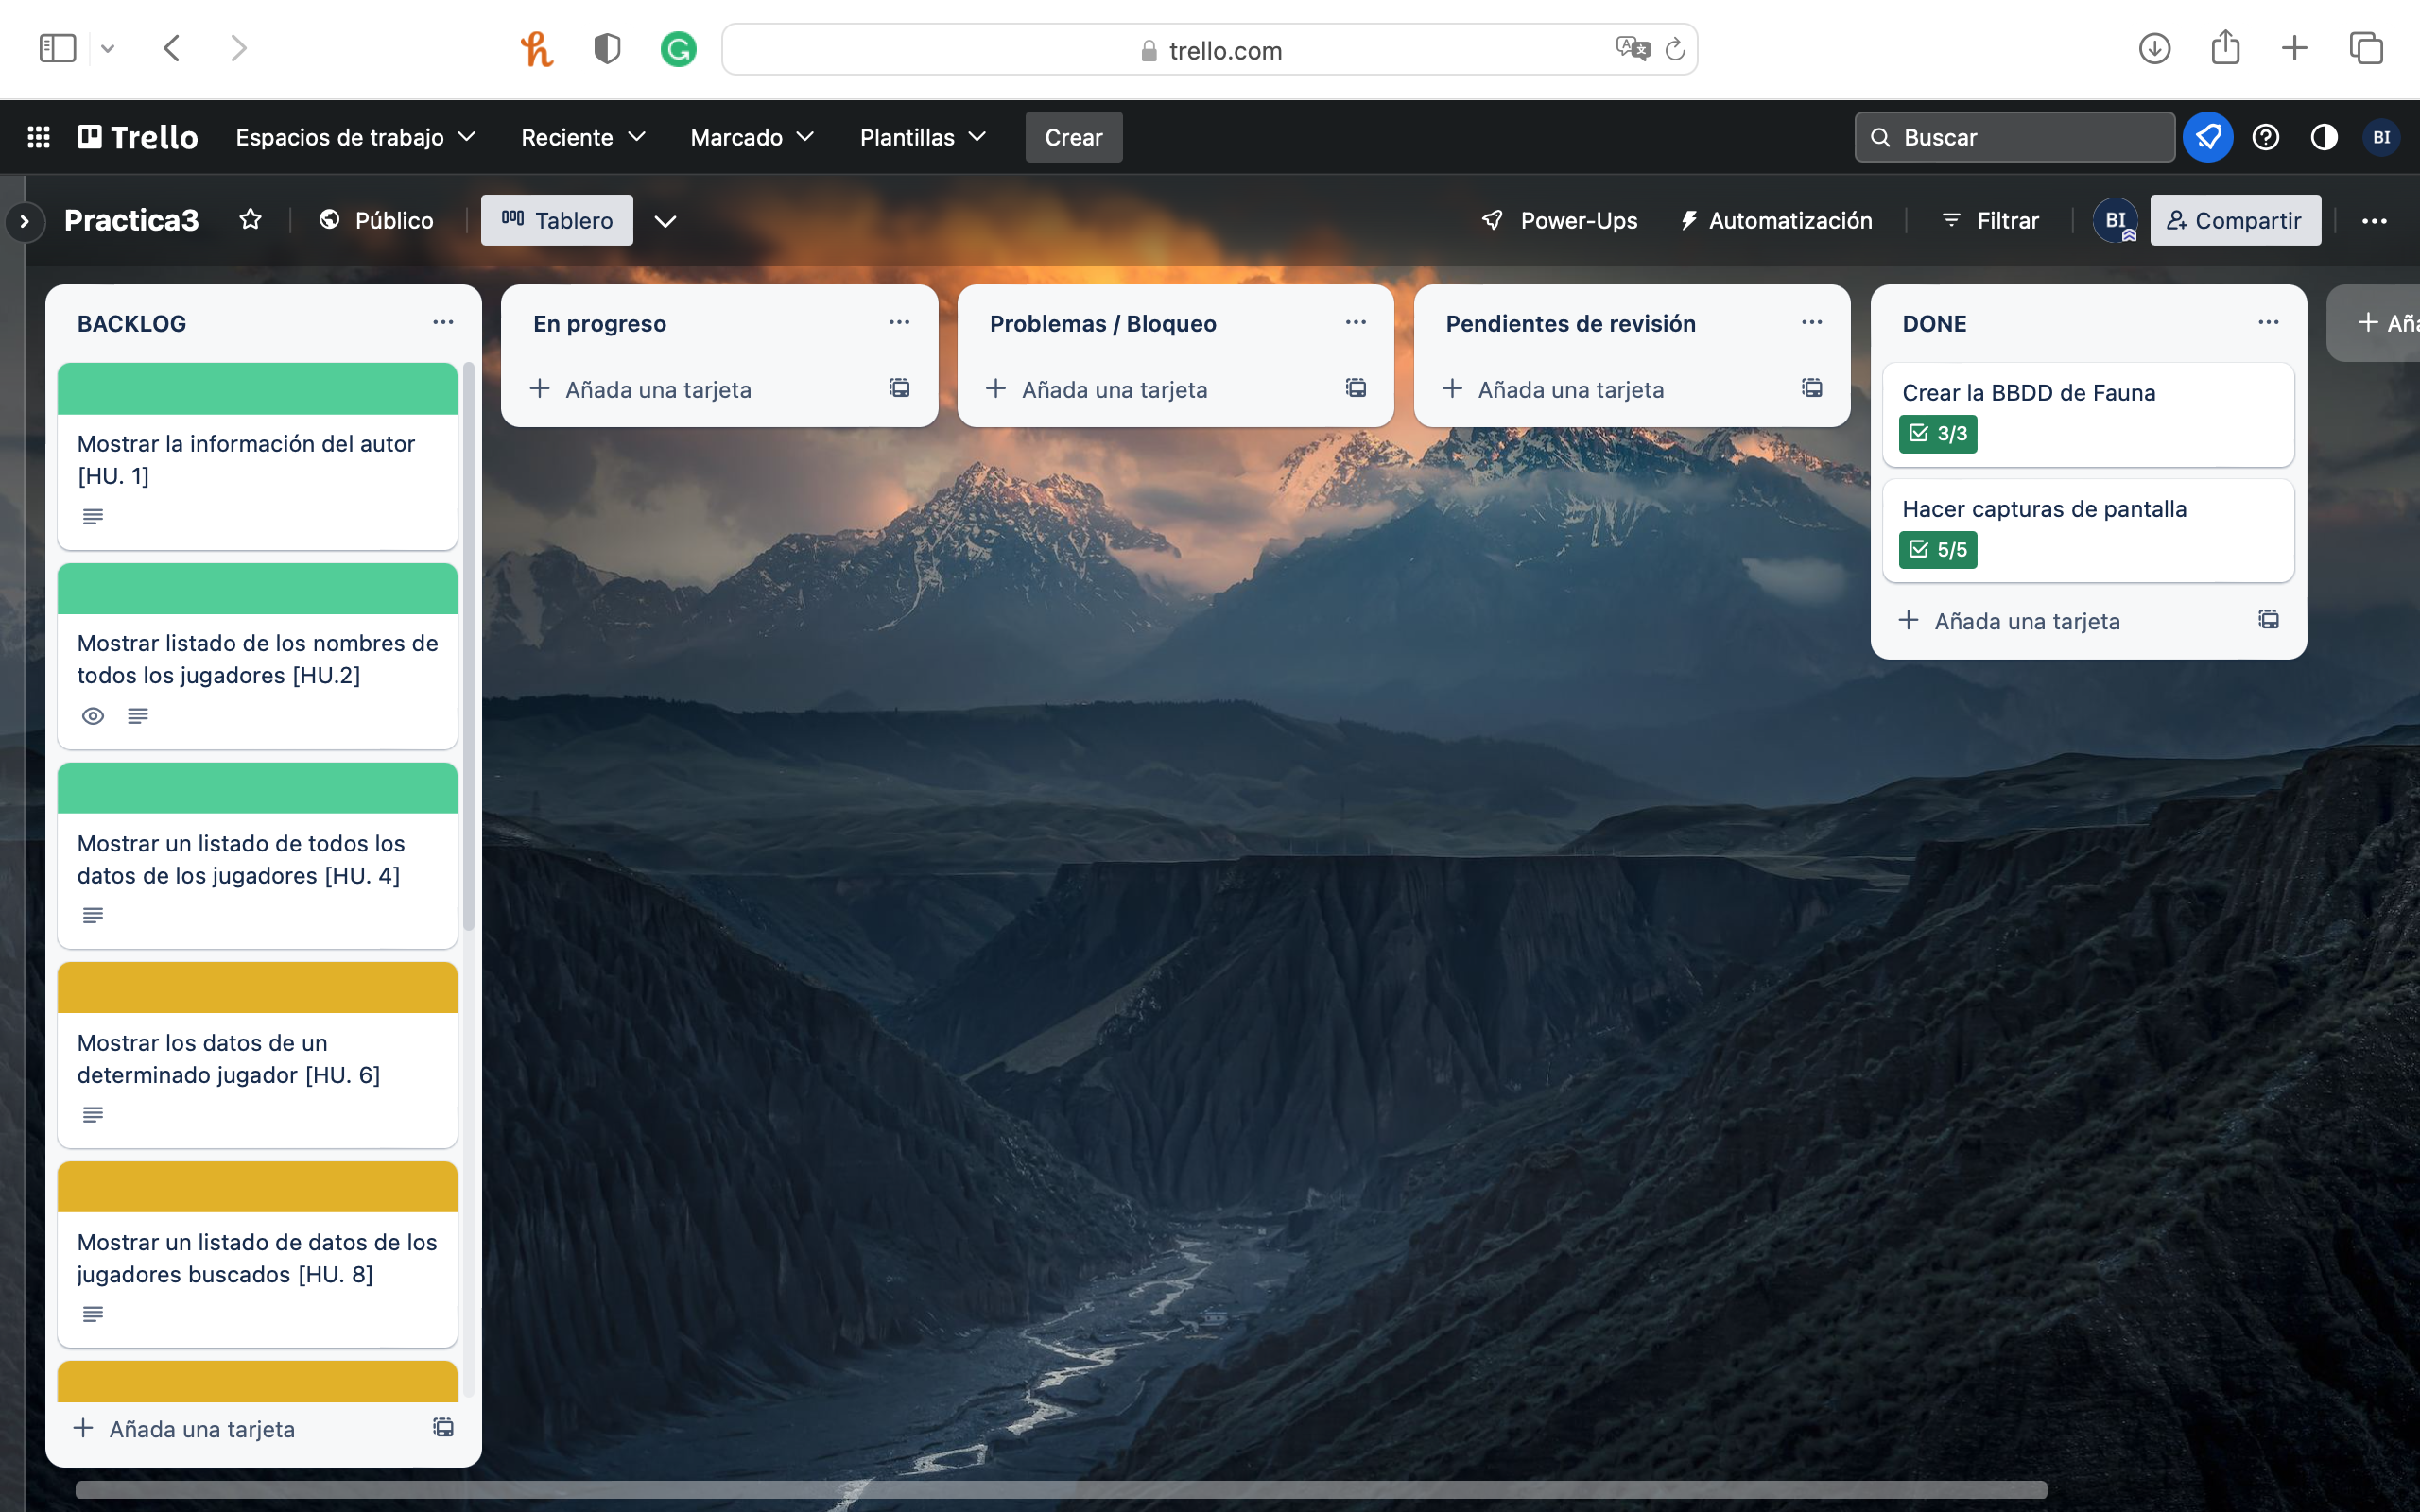 trello.com
Trello
Espacios de trabajo
Reciente
Marcado
Plantillas
Crear
Buscar
BI
Practica3
Público
Tablero
Power-Ups
Automatización
Filtrar
BI
Compartir
BACKLOG
Mostrar la información del autor
[HU. 1]
Mostrar listado de los nombres de
todos los jugadores [HU.2]
Mostrar un listado de todos los
datos de los jugadores [HU. 4]
Mostrar los datos de un
determinado jugador [HU. 6]
Mostrar un listado de datos de los
jugadores buscados [HU. 8]
+ Añada una tarjeta
En progreso
+ Añada una tarjeta
Problemas / Bloqueo
+ Añada una tarjeta
Pendientes de revisión
+ Añada una tarjeta
DONE
Crear la BBDD de Fauna
3/3
Hacer capturas de pantalla
5/5
+ Añada una tarjeta